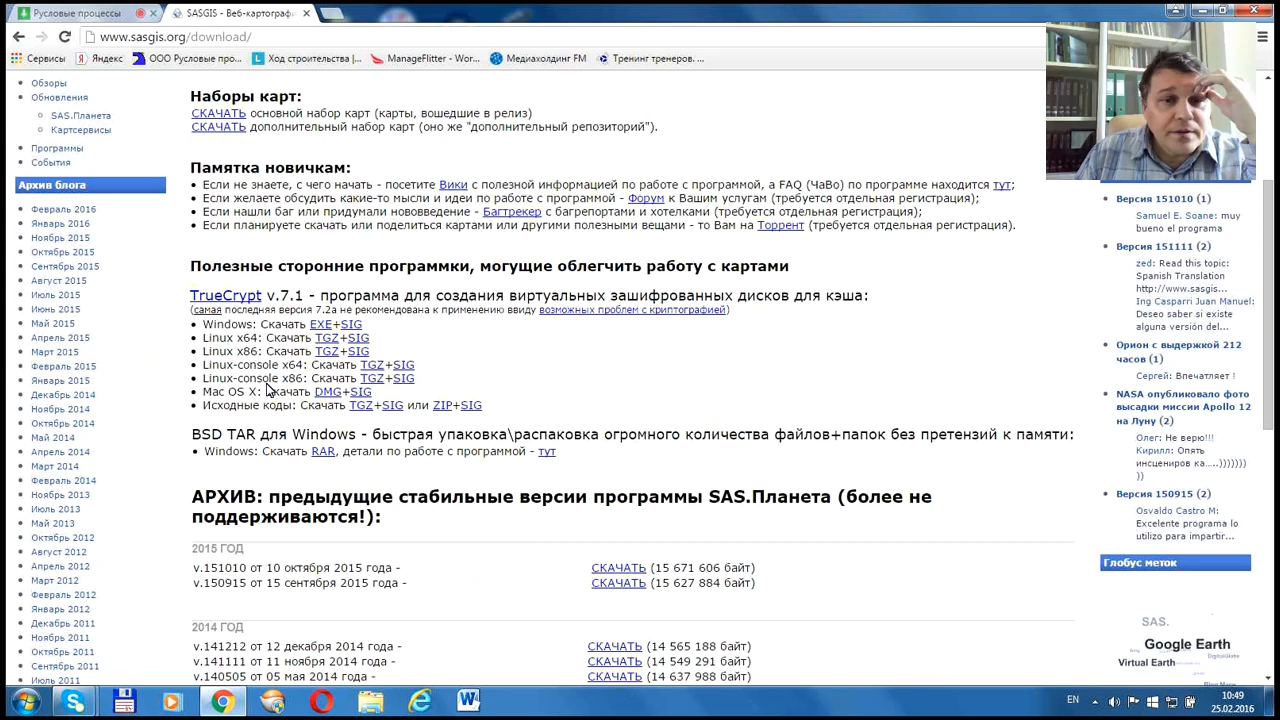 Русловые процессы
SASGIS - Веб-картографи
www.sasgis.org/download/
Сервисы
Яндекс
ООО Русловые про...
Ход строительства |...
ManageFlitter - Wor...
Медиахолдинг FM
Тренинг тренеров. ...
Обзоры
Обновления
SAS.Планета
Картсервисы
Программы
События
Архив блога
Февраль 2016
Январь 2016
Ноябрь 2015
Октябрь 2015
Сентябрь 2015
Август 2015
Июль 2015
Июнь 2015
Май 2015
Апрель 2015
Март 2015
Февраль 2015
Январь 2015
Декабрь 2014
Ноябрь 2014
Октябрь 2014
Май 2014
Апрель 2014
Март 2014
Февраль 2014
Ноябрь 2013
Июль 2013
Май 2013
Октябрь 2012
Август 2012
Апрель 2012
Март 2012
Февраль 2012
Январь 2012
Декабрь 2011
Ноябрь 2011
Октябрь 2011
Сентябрь 2011
Июль 2011
Наборы карт:
СКАЧАТЬ основной набор карт (карты, вошедшие в релиз)
СКАЧАТЬ дополнительный набор карт (оно же "дополнительный репозиторий").
Памятка новичкам:
• Если не знаете, с чего начать - посетите Вики с полезной информацией по работе с программой, а FAQ (ЧаВо) по программе находится тут;
• Если желаете обсудить какие-то мысли и идеи по работе с программой - Форум к Вашим услугам (требуется отдельная регистрация);
• Если нашли баг или придумали нововведение - Багтрекер с багрепортами и хотелками (требуется отдельная регистрация);
• Если планируете скачать или поделиться картами или другими полезными вещами - то Вам на Торрент (требуется отдельная регистрация).
Полезные сторонние программки, могущие облегчить работу с картами
TrueCrypt v.7.1 - программа для создания виртуальных зашифрованных дисков для кэша:
(самая последняя версия 7.2а не рекомендована к применению ввиду возможных проблем с криптографией)
• Windows: Скачать EXE+SIG
• Linux x64: Скачать TGZ+SIG
• Linux x86: Скачать TGZ+SIG
• Linux-console x64: Скачать TGZ+SIG
• Linux-console x86: Скачать TGZ+SIG
• Mac OS X: Скачать DMG+SIG
• Исходные коды: Скачать TGZ+SIG или ZIP+SIG
BSD TAR для Windows - быстрая упаковка\распаковка огромного количества файлов+папок без претензий к памяти:
• Windows: Скачать RAR, детали по работе с программой - тут
АРХИВ: предыдущие стабильные версии программы SAS.Планета (более не
поддерживаются!):
2015 ГОД
v.151010 от 10 октября 2015 года - СКАЧАТЬ (15 671 606 байт)
v.150915 от 15 сентября 2015 года - СКАЧАТЬ (15 627 884 байт)
2014 ГОД
v.141212 от 12 декабря 2014 года - СКАЧАТЬ (14 565 188 байт)
v.141111 от 11 ноября 2014 года - СКАЧАТЬ (14 549 291 байт)
v.140505 от 05 мая 2014 года - СКАЧАТЬ (14 637 988 байт)
Версия 151010 (1)
Samuel E. Soane: muy
bueno el programa
Версия 151111 (2)
zed: Read this topic:
Spanish Translation
http://www.sasgis...
Ing Casparri Juan Manuel:
Deseo saber si existe
alguna versión del...
Орион с выдержкой 212
часов (1)
Сергей: Впечатляет !
NASA опубликовало фото
высадки миссии Apollo 12
на Луну (2)
Олег: Не верю!!!
Кирилл: Опять
инсцениров ка.....)))))))
))
Версия 150915 (2)
Osvaldo Castro M:
Excelente programa lo
utilizo para impartir...
Глобус меток
SAS.
Google Earth
Virtual Earth
DigitalGlobe
EN
10:49
25.02.2016